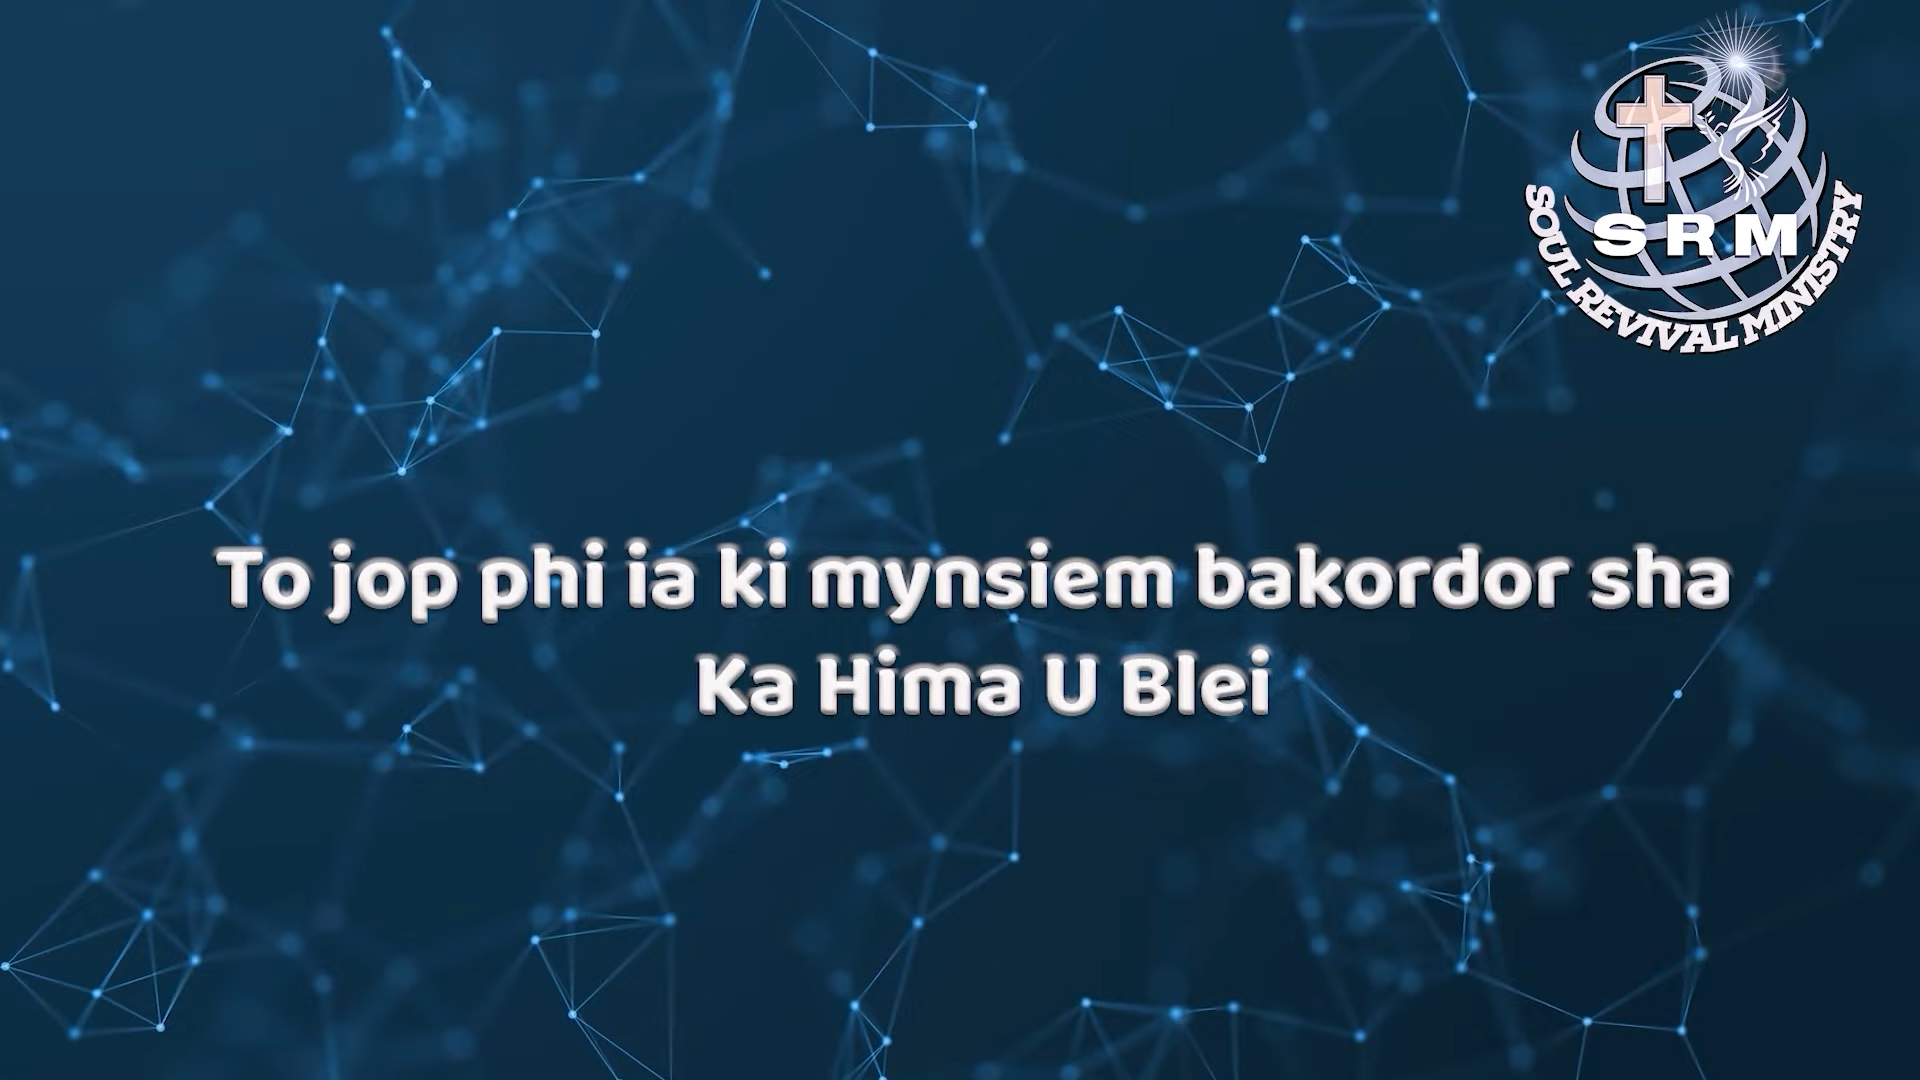 SRM
SOUL REVIVAL MINISTRY
To jop phi ia ki mynsiem bakordor sha
Ka Hima U Blei